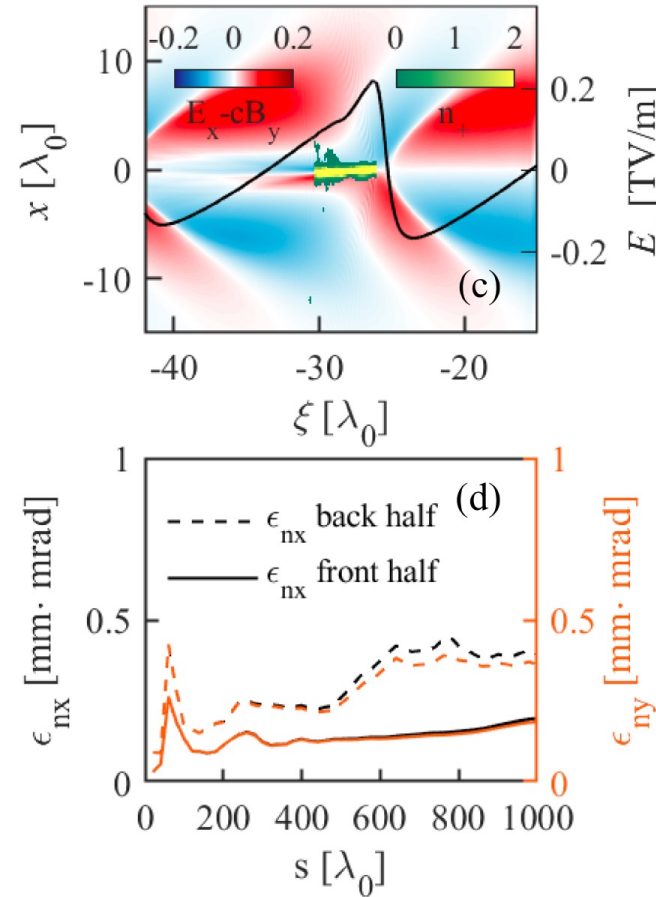 -0.2 0 0.2
0 1 2
E_x-cB_y
n_+
10
0
-10
x [λ_0]
0.2
0
-0.2
E [TV/m]
(c)
-40 -30 -20
ξ [λ_0]
1
0.5
0
ϵ_nx [mm· mrad]
ϵ_nx back half
ϵ_nx front half
(d)
1
0.5
0
ϵ_ny [mm· mrad]
0 200 400 600 800 1000
s [λ_0]